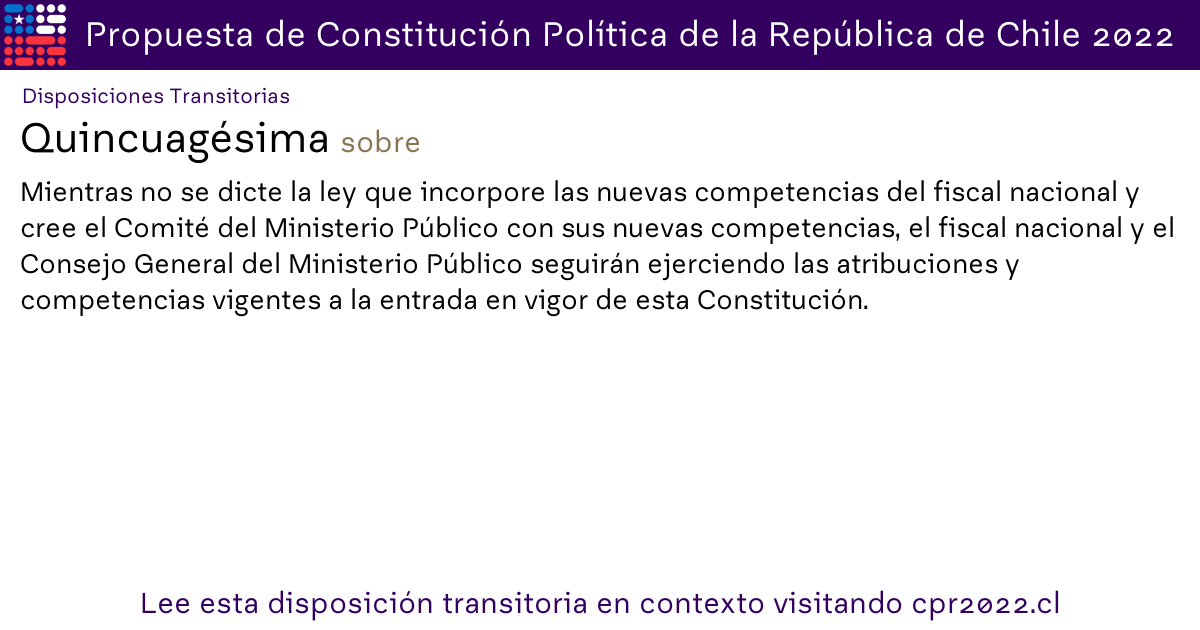 Propuesta de Constitución Política de la República de Chile 2022
Disposiciones Transitorias
Quincuagésima sobre
Mientras no se dicte la ley que incorpore las nuevas competencias del fiscal nacional y
cree el Comité del Ministerio Público con sus nuevas competencias, el fiscal nacional y el
Consejo General del Ministerio Público seguirán ejerciendo las atribuciones y
competencias vigentes a la entrada en vigor de esta Constitución.
Lee esta disposición transitoria en contexto visitando cpr2022.cl